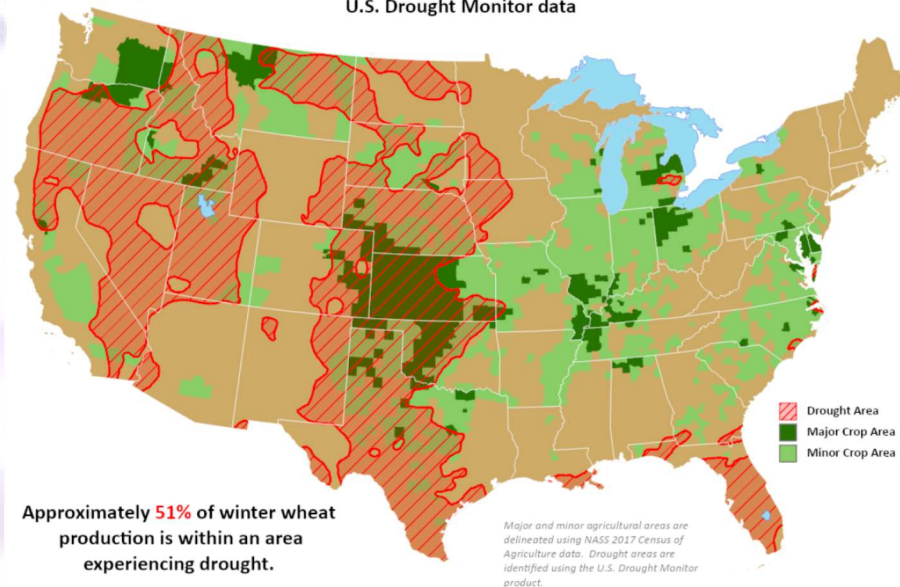 U.S. Drought Monitor data
Drought Area
Major Crop Area
Minor Crop Area
Approximately 51% of winter wheat
production is within an area
experiencing drought.
Major and minor agricultural areas are
delineated using NASS 2017 Census of
Agriculture data. Drought areas are
identified using the U.S. Drought Monitor
product.